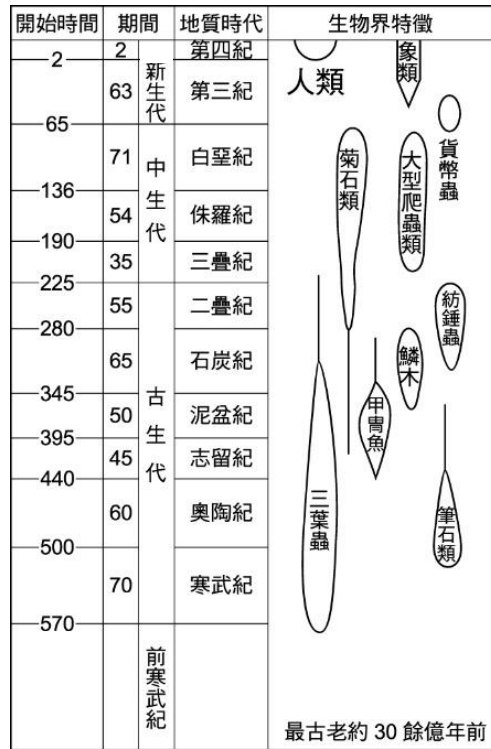 開始時間 期間 地質時代 生物界特徵
2 第四紀
2
63 第三紀
65
71 白堊紀
136
54 侏羅紀
190
35 三疊紀
225
55 二疊紀
280
65 石炭紀
345
50 泥盆紀
395
45 志留紀
440
60 奧陶紀
500
70 寒武紀
570
新生代
中生代
古生代
前寒武紀
人類
象類
貨幣蟲
菊石類
大型爬蟲類
紡錘蟲
鱗木
甲冑魚
三葉蟲
筆石類
最古老約 30 餘億年前